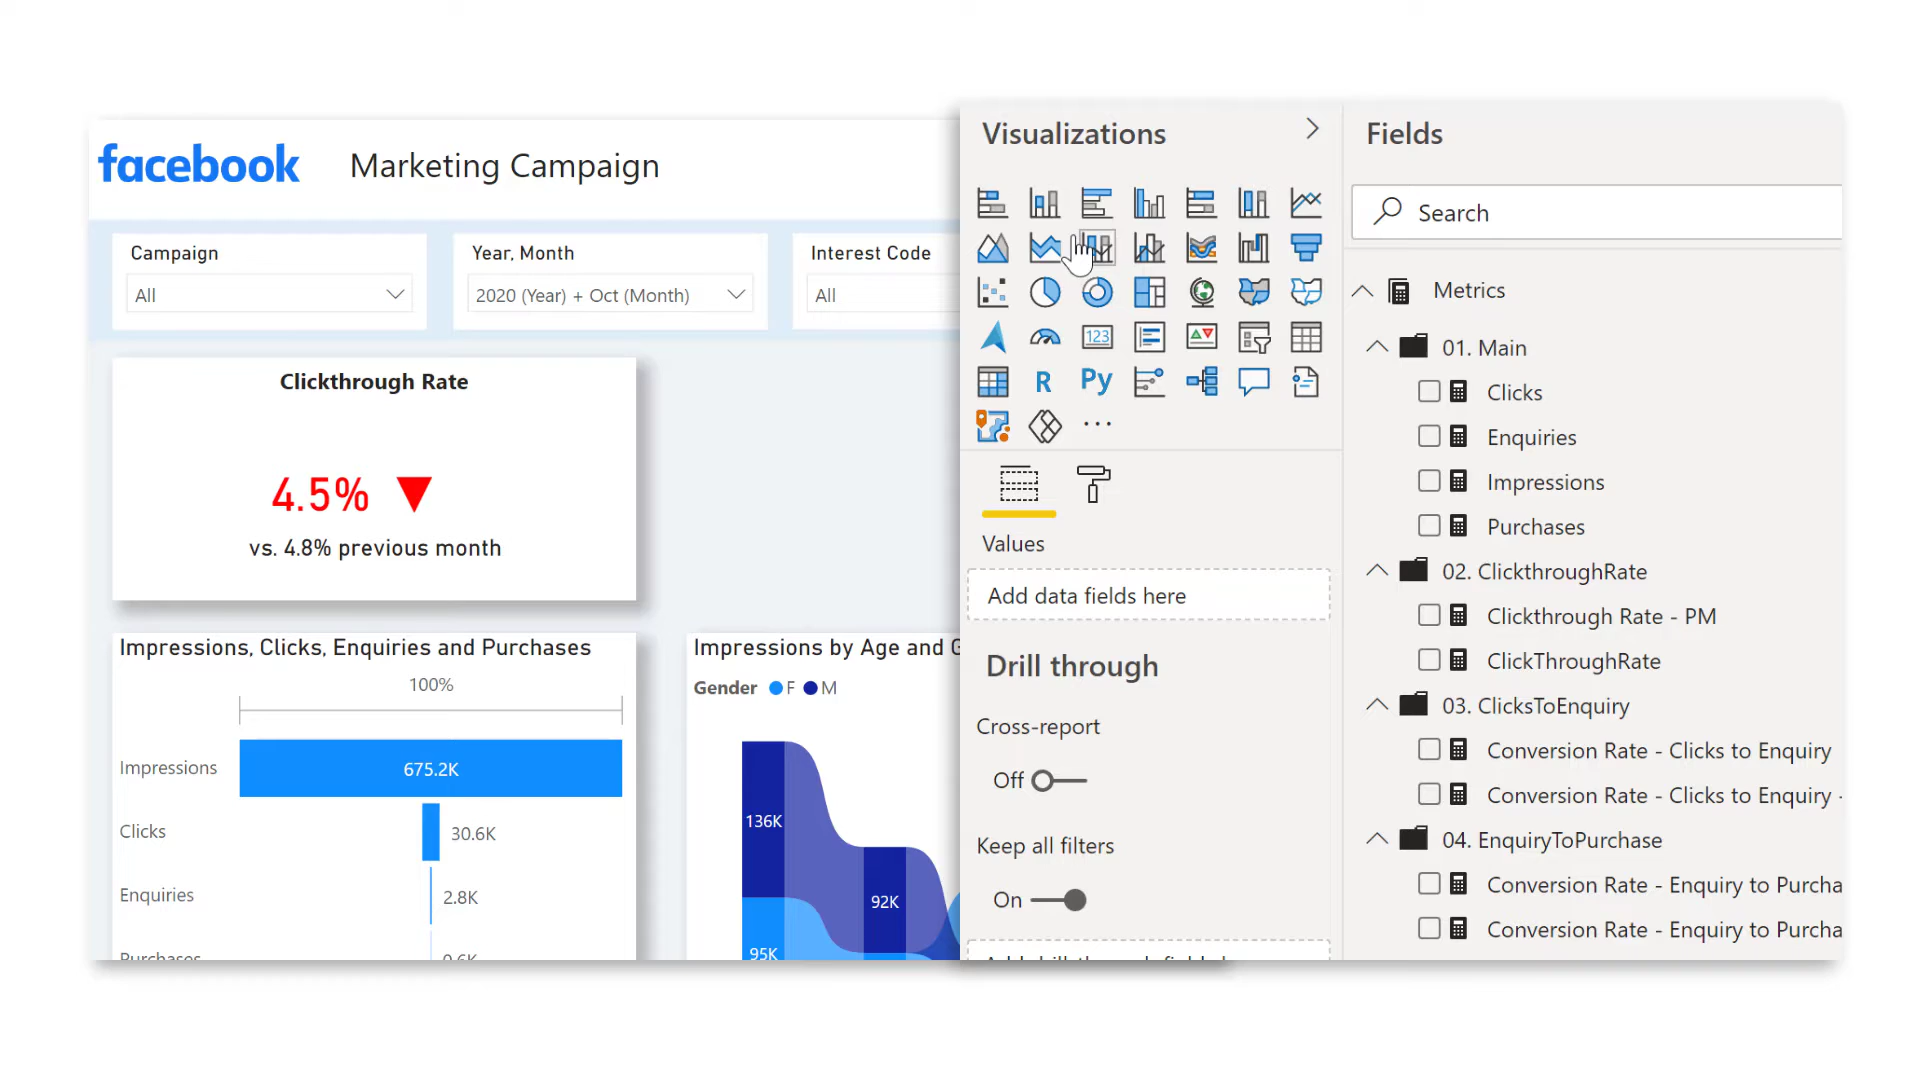 facebook
Marketing Campaign
Campaign
All
Year, Month
2020 (Year) + Oct (Month)
Interest Code
All
Clickthrough Rate
4.5%
vs. 4.8% previous month
Impressions, Clicks, Enquiries and Purchases
100%
Impressions
675.2K
Clicks
30.6K
Enquiries
2.8K
Purchases
0.6K
Impressions by Age and G
Gender F M
136K
92K
95K
Visualizations
123
R
Py
...
Values
Add data fields here
Drill through
Cross-report
Off
Keep all filters
On
Fields
Search
Metrics
01. Main
Clicks
Enquiries
Impressions
Purchases
02. ClickthroughRate
Clickthrough Rate - PM
ClickThroughRate
03. ClicksToEnquiry
Conversion Rate - Clicks to Enquiry
Conversion Rate - Clicks to Enquiry -
04. EnquiryToPurchase
Conversion Rate - Enquiry to Purcha
Conversion Rate - Enquiry to Purcha